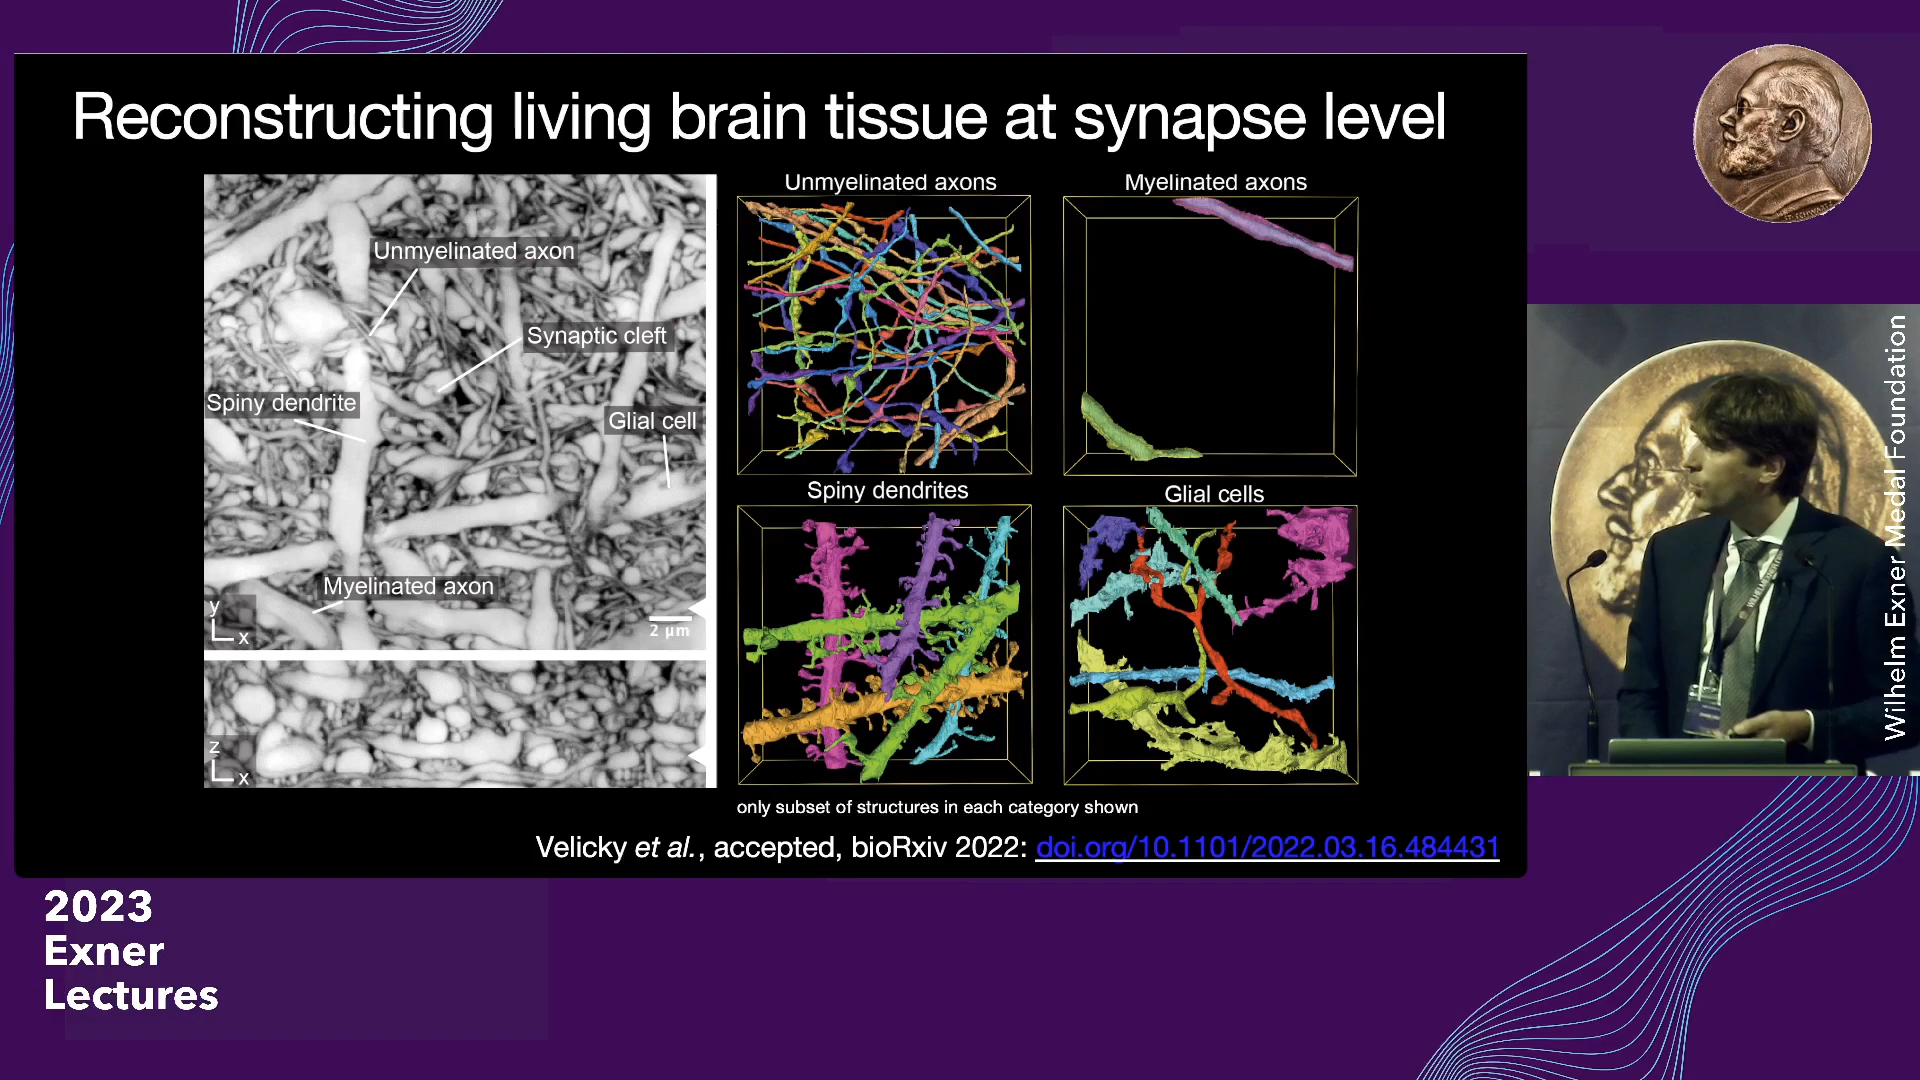 Reconstructing living brain tissue at synapse level
Unmyelinated axon
Synaptic cleft
Spiny dendrite
Glial cell
Myelinated axon
y
x
2 µm
z
x
Unmyelinated axons
Myelinated axons
Spiny dendrites
Glial cells
only subset of structures in each category shown
Velicky et al., accepted, bioRxiv 2022: doi.org/10.1101/2022.03.16.484431
Wilhelm Exner Medal Foundation
2023
Exner
Lectures